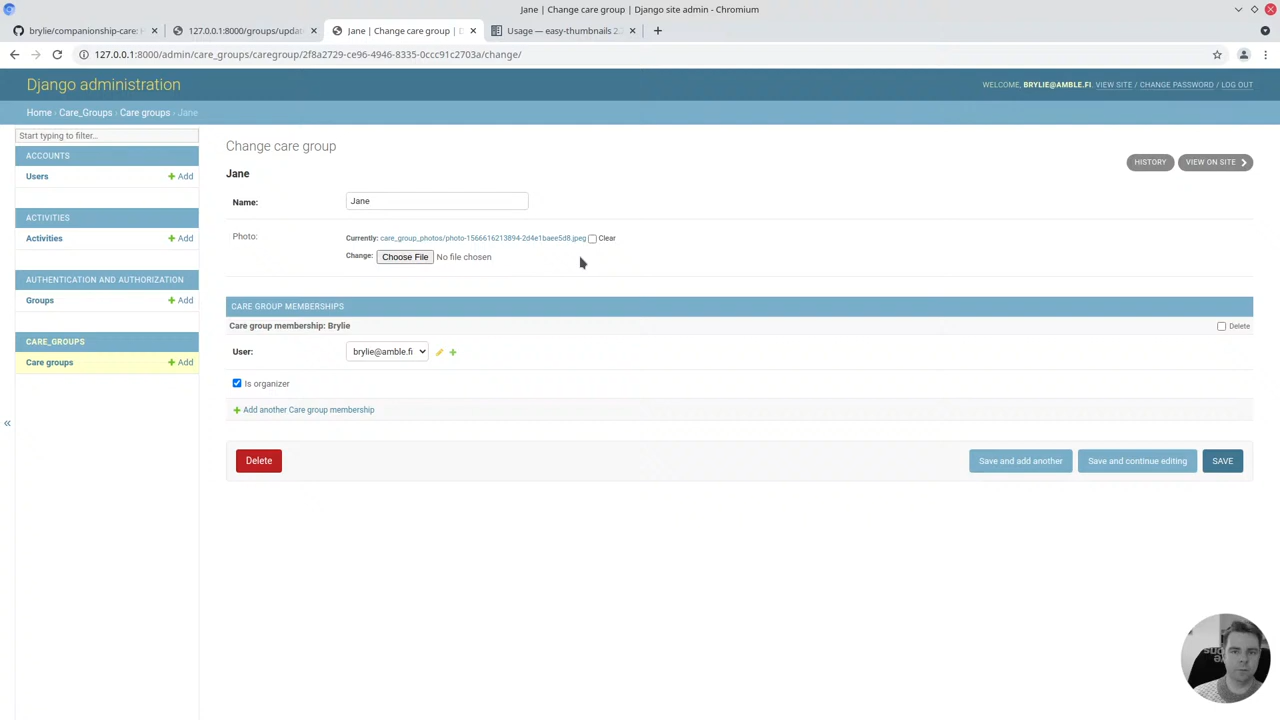 Jane | Change care group | Django site admin - Chromium
brylie/companionship-care: H
127.0.0.1:8000/groups/updat
Jane | Change care group | D
Usage — easy-thumbnails 2.
127.0.0.1:8000/admin/care_groups/caregroup/2f8a2729-ce96-4946-8335-0ccc91c2703a/change/
Django administration
WELCOME, BRYLIE@AMBLE.FI. VIEW SITE / CHANGE PASSWORD / LOG OUT
Home › Care_Groups › Care groups › Jane
Start typing to filter...
ACCOUNTS
Users
+ Add
ACTIVITIES
Activities
+ Add
AUTHENTICATION AND AUTHORIZATION
Groups
+ Add
CARE_GROUPS
Care groups
+ Add
«
Change care group
HISTORY
VIEW ON SITE
Jane
Name:
Jane
Photo:
Currently: care_group_photos/photo-1566616213894-2d4e1baee5d8.jpeg Clear
Change: Choose File No file chosen
CARE GROUP MEMBERSHIPS
Care group membership: Brylie
Delete
User:
brylie@amble.fi
Is organizer
+ Add another Care group membership
Delete
Save and add another
Save and continue editing
SAVE